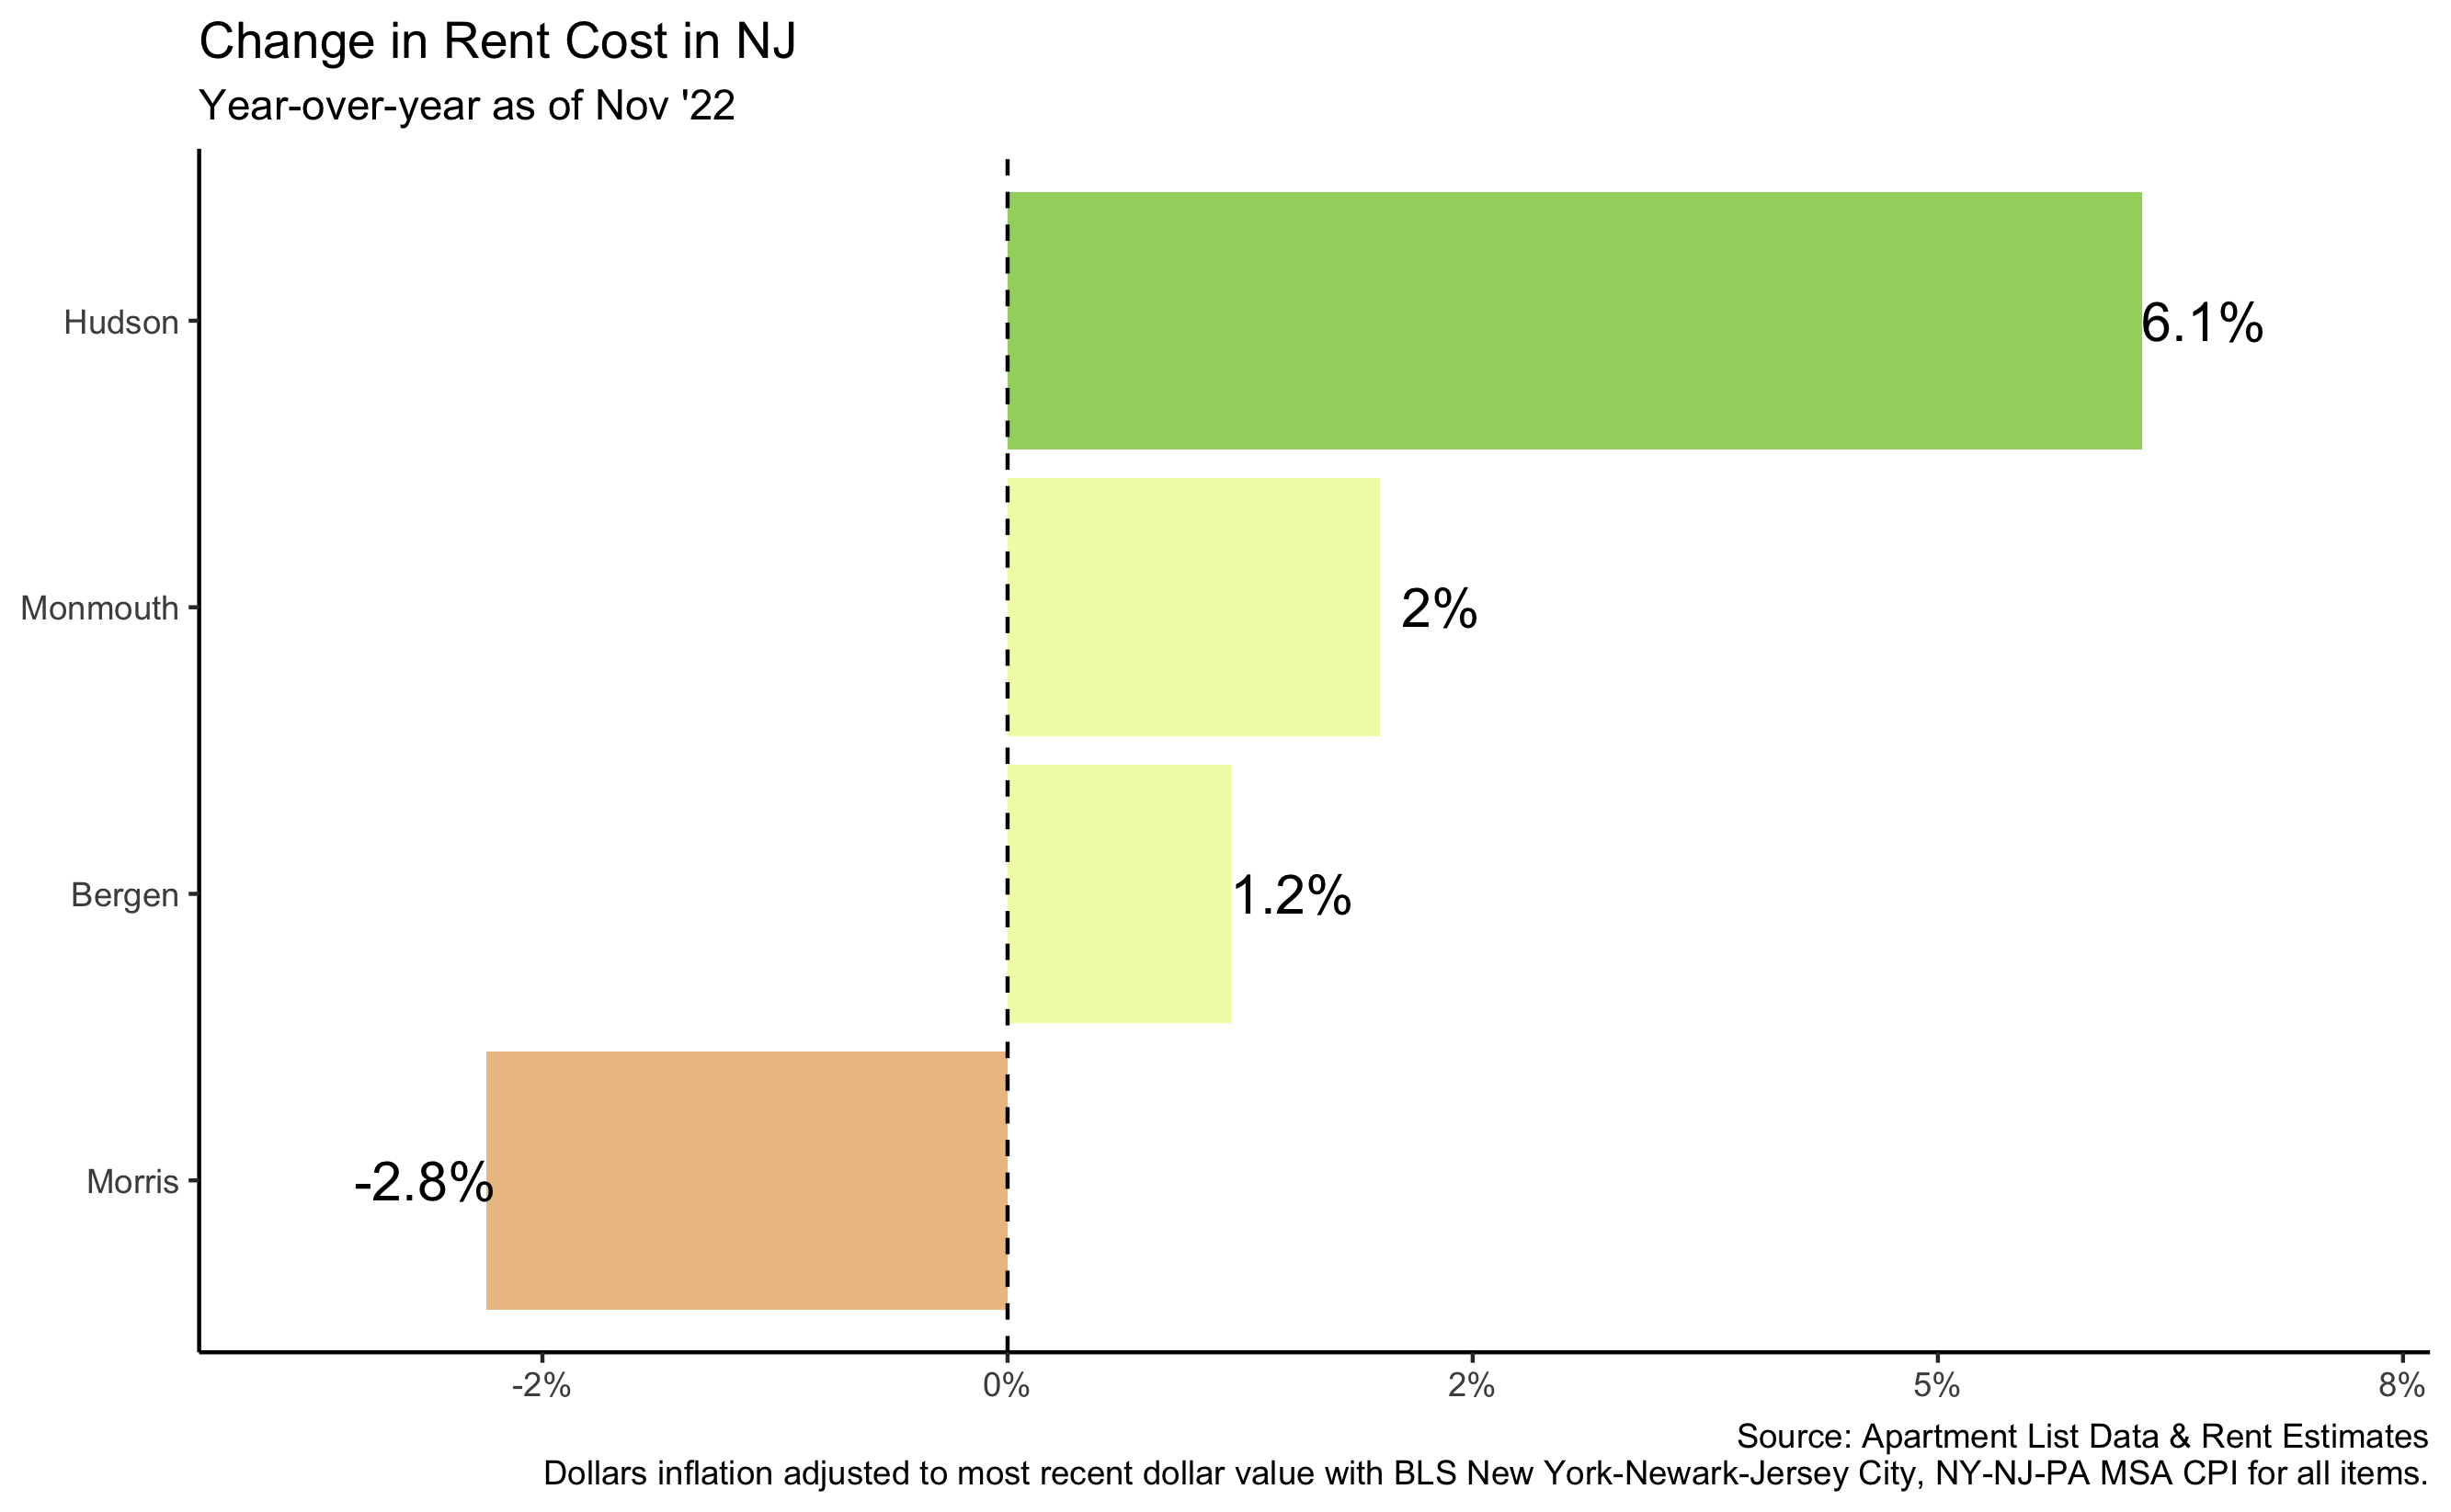 Change in Rent Cost in NJ
Year-over-year as of Nov '22
Hudson
6.1%
Monmouth
2%
Bergen
1.2%
Morris
-2.8%
-2%
0%
2%
5%
8%
Source: Apartment List Data & Rent Estimates
Dollars inflation adjusted to most recent dollar value with BLS New York-Newark-Jersey City, NY-NJ-PA MSA CPI for all items.